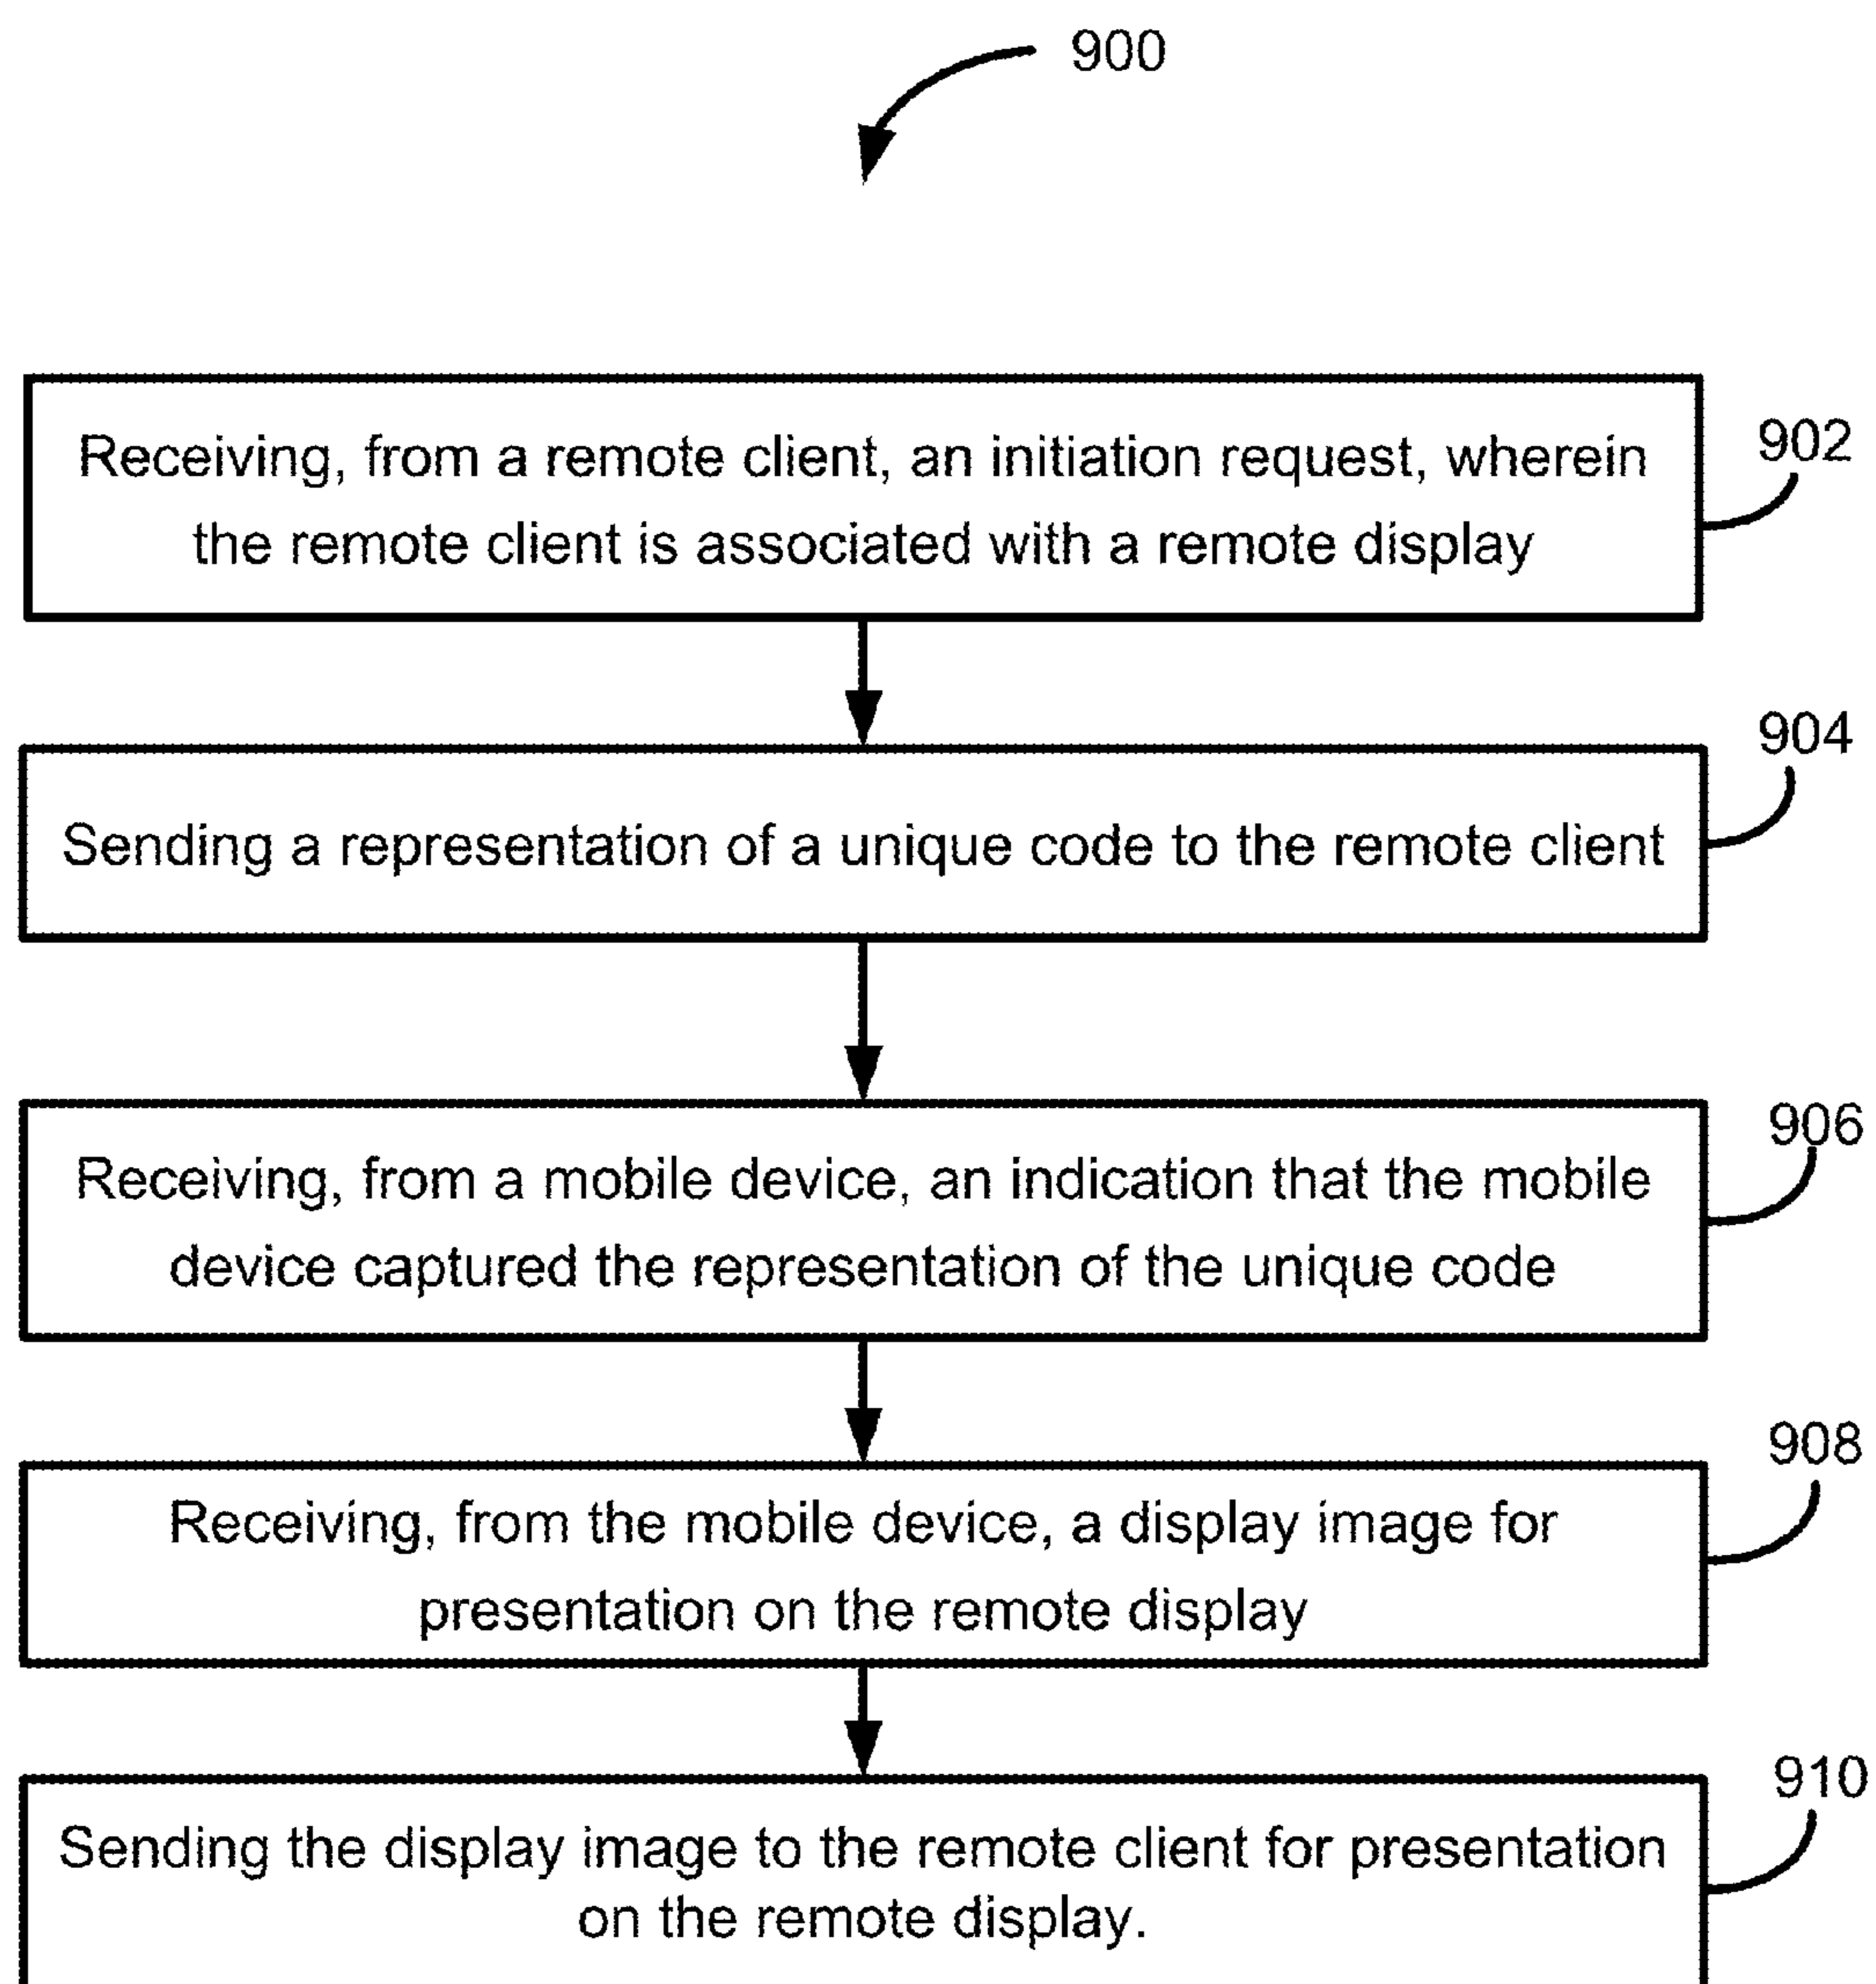 900
Receiving, from a remote client, an initiation request, wherein
the remote client is associated with a remote display
902
Sending a representation of a unique code to the remote client
904
Receiving, from a mobile device, an indication that the mobile
device captured the representation of the unique code
906
Receiving, from the mobile device, a display image for
presentation on the remote display
908
Sending the display image to the remote client for presentation
on the remote display.
910